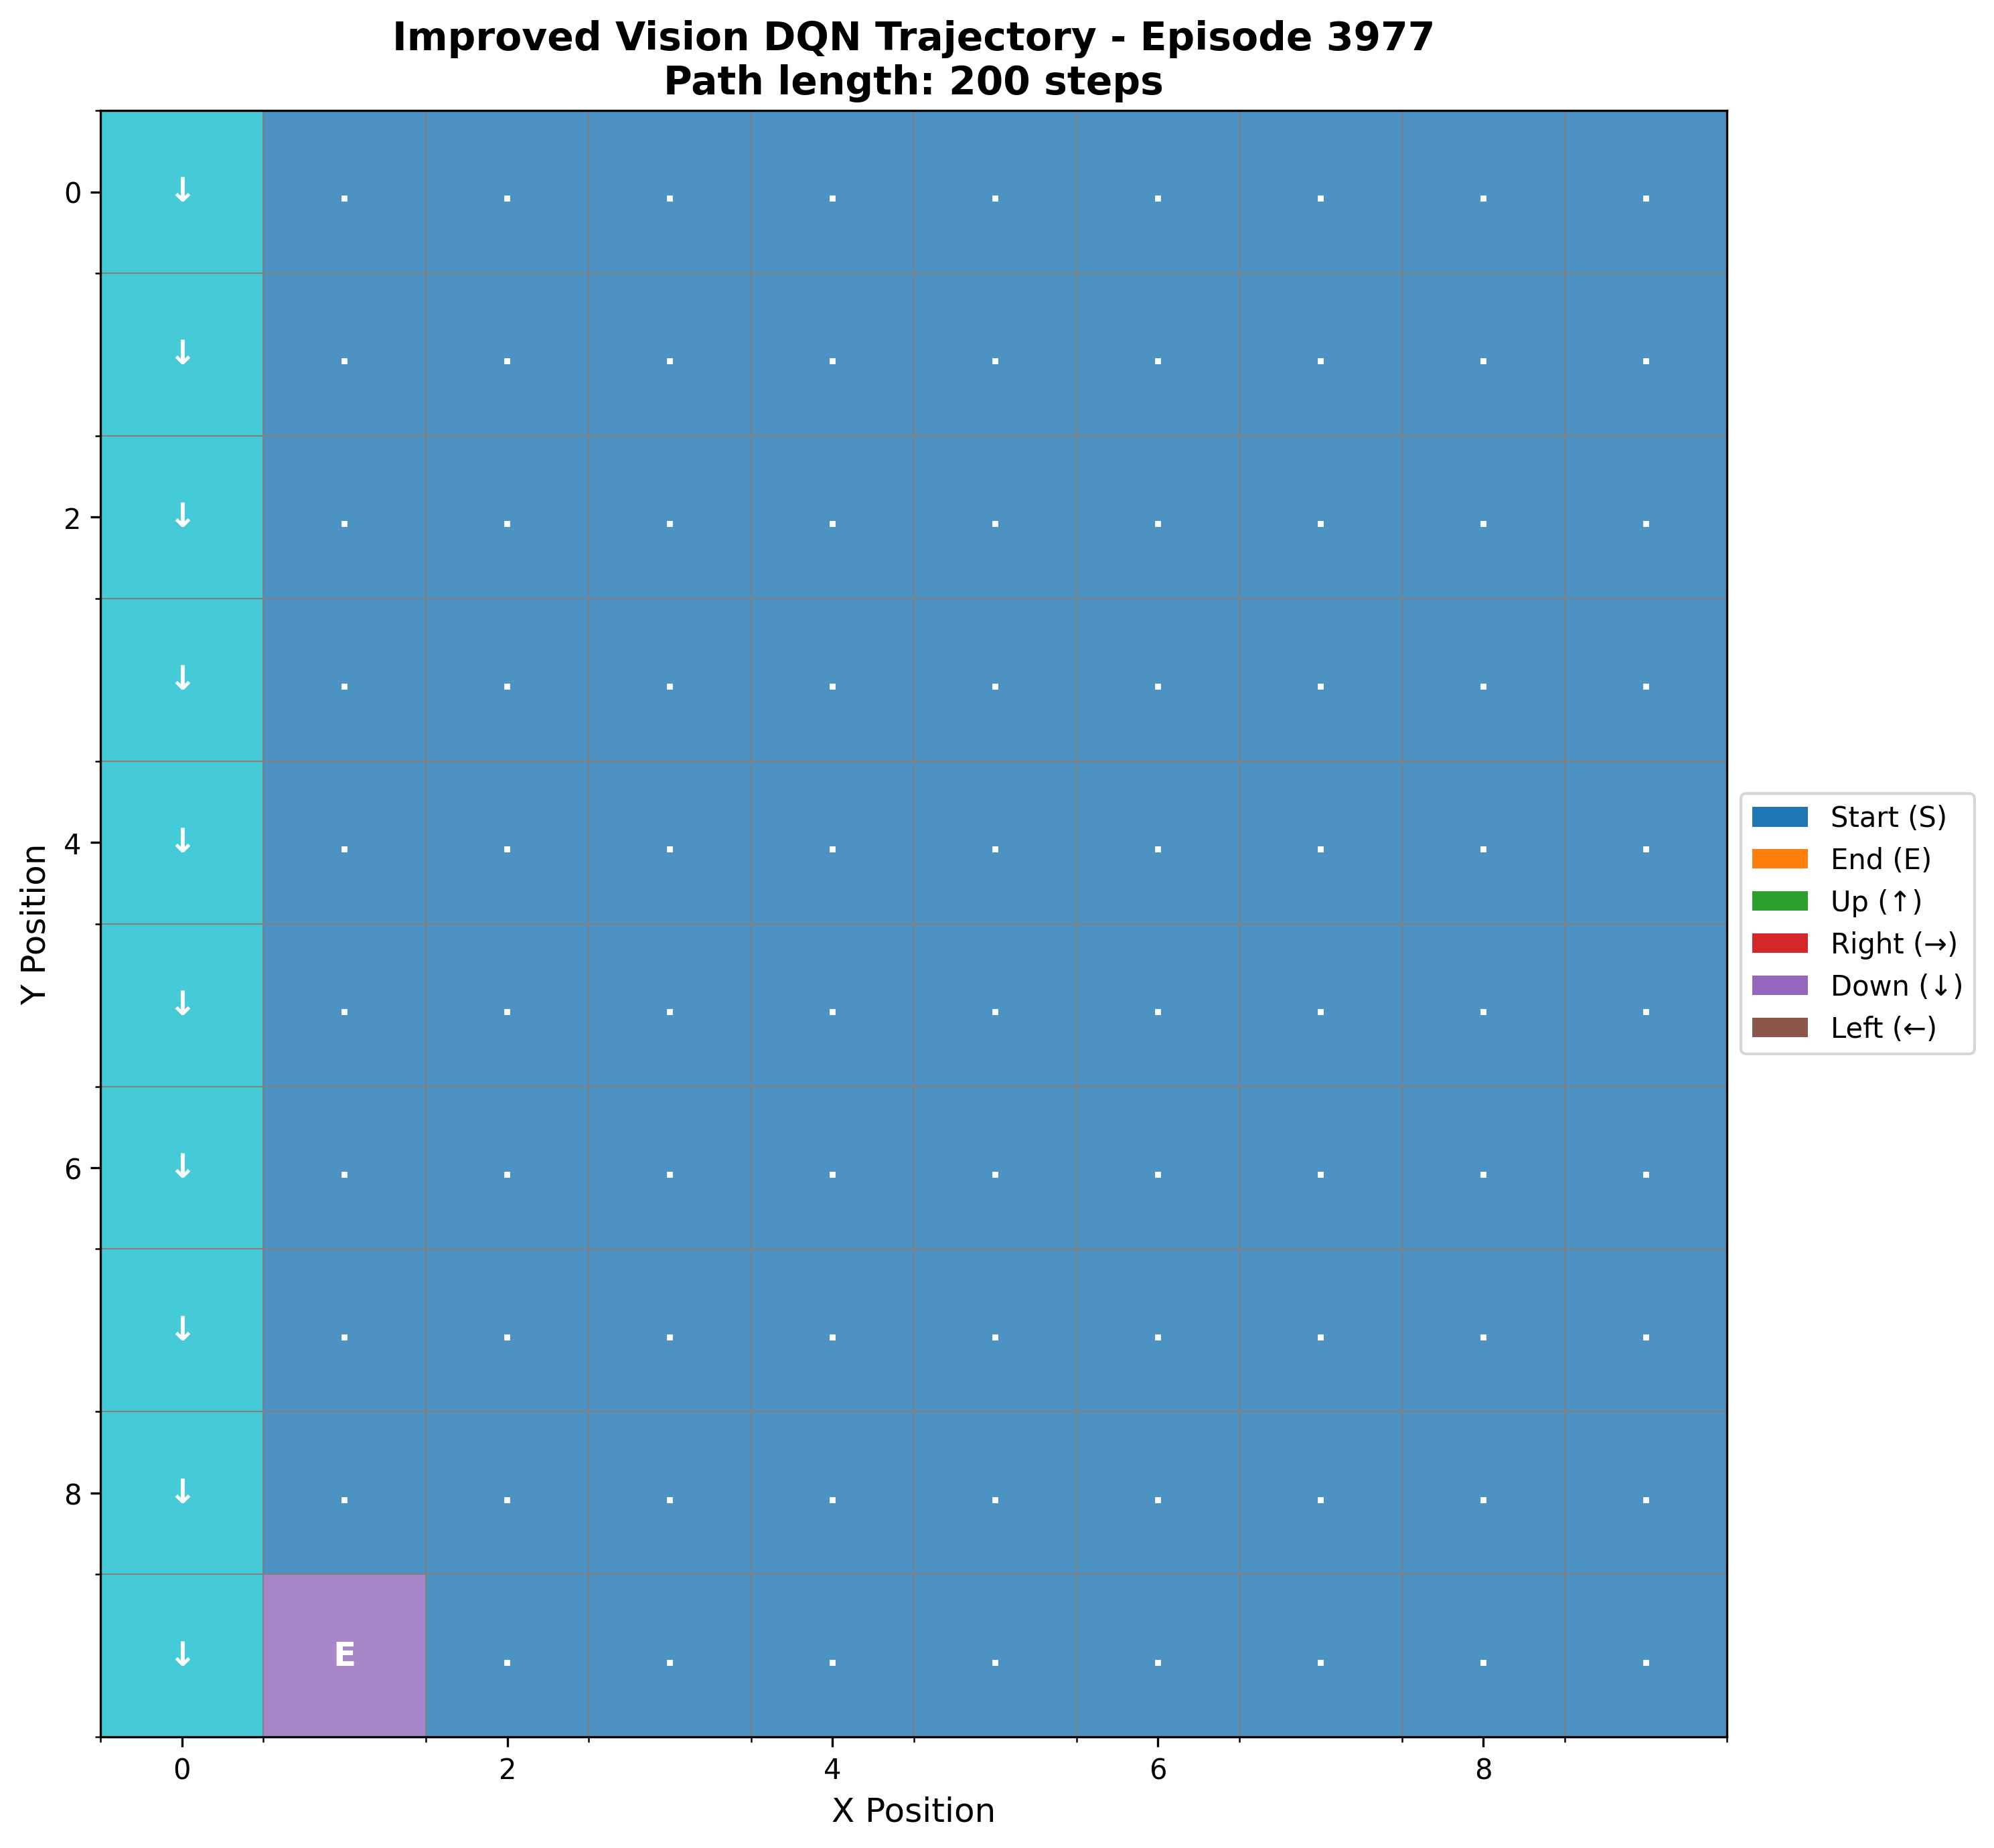 Improved Vision DQN Trajectory - Episode 3977
Path length: 200 steps
0 ↓ . . . . . . . . .
↓ . . . . . . . . .
2 ↓ . . . . . . . . .
↓ . . . . . . . . .
4 ↓ . . . . . . . . .
↓ . . . . . . . . .
6 ↓ . . . . . . . . .
↓ . . . . . . . . .
8 ↓ . . . . . . . . .
↓ E . . . . . . . .
0 2 4 6 8
X Position
Y Position
Start (S)
End (E)
Up (↑)
Right (→)
Down (↓)
Left (←)